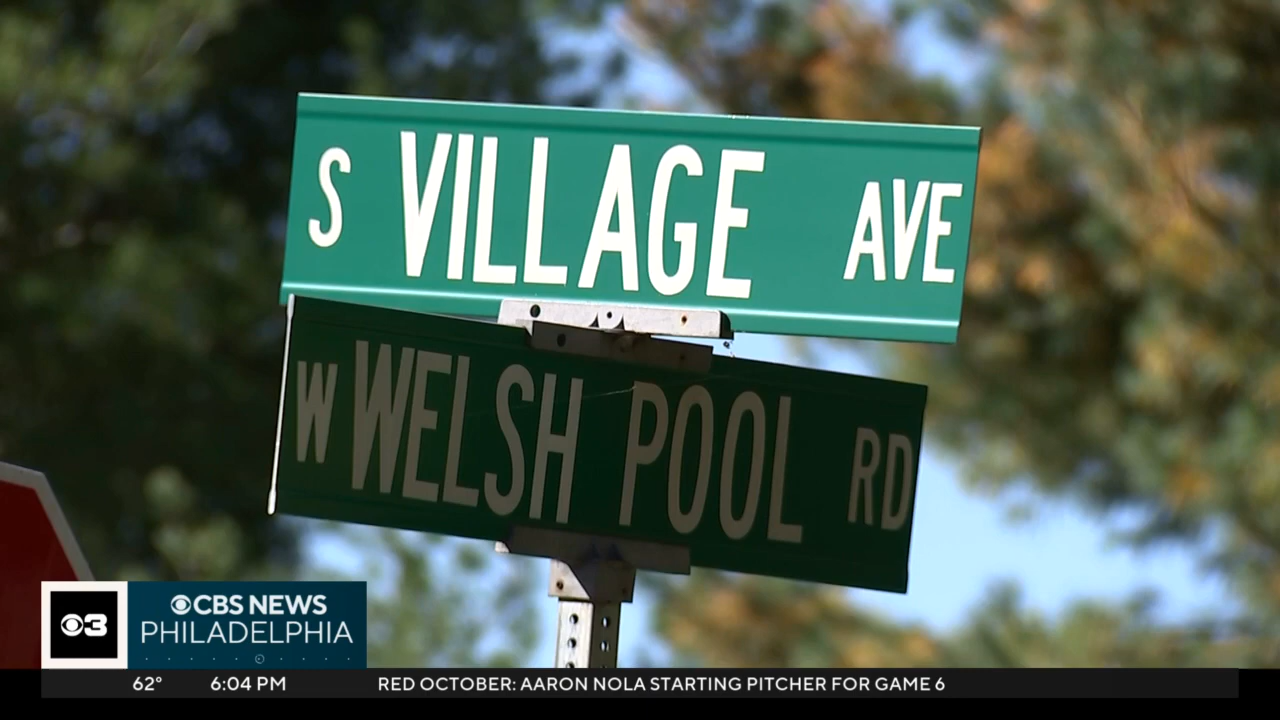 S VILLAGE AVE
W WELSH POOL RD
3
CBS NEWS
PHILADELPHIA
62° 6:04 PM RED OCTOBER: AARON NOLA STARTING PITCHER FOR GAME 6